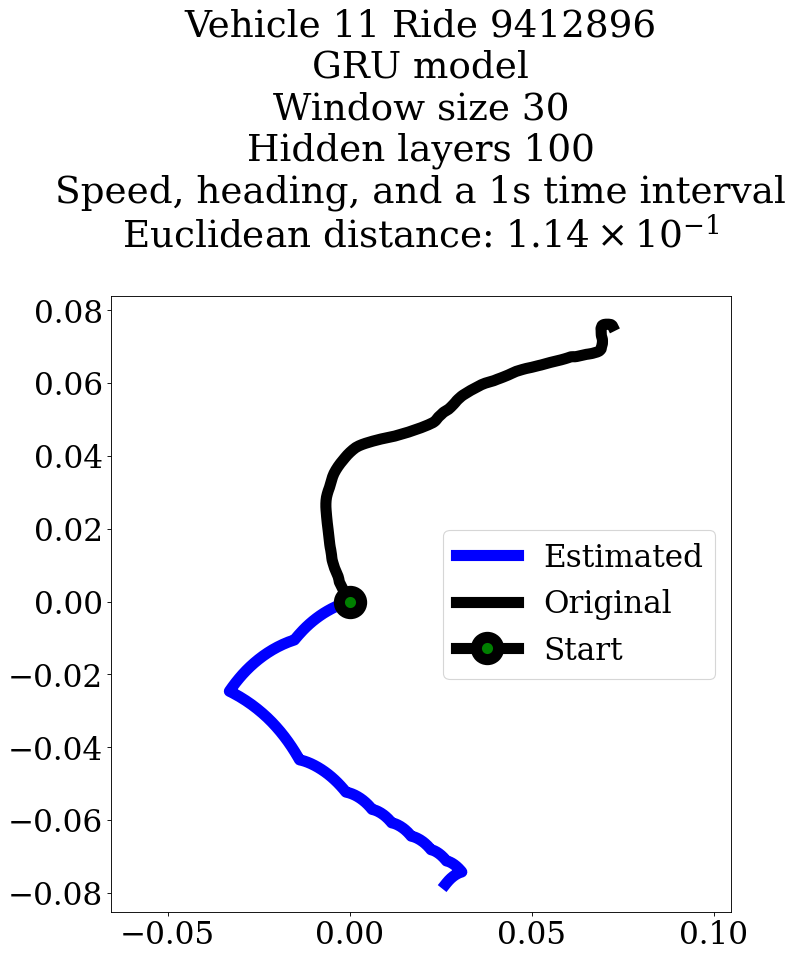 Vehicle 11 Ride 9412896
GRU model
Window size 30
Hidden layers 100
Speed, heading, and a 1s time interval
Euclidean distance: 1.14 × 10⁻¹
0.08
0.06
0.04
0.02
0.00
−0.02
−0.04
−0.06
−0.08
Estimated
Original
Start
−0.05
0.00
0.05
0.10